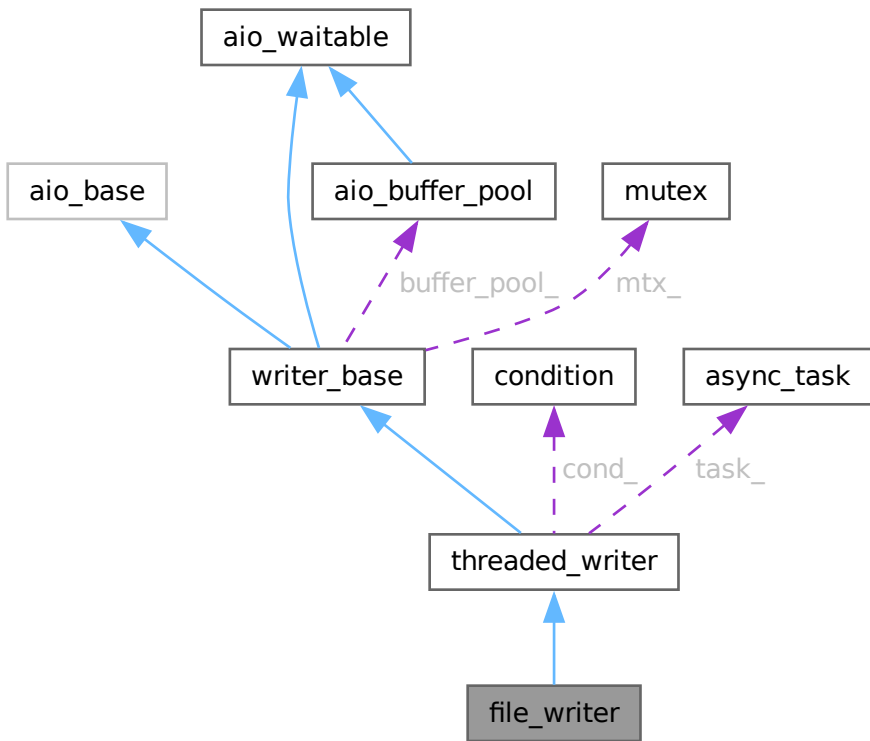 aio_waitable
aio_base
aio_buffer_pool
mutex
buffer_pool_
mtx_
writer_base
condition
async_task
cond_
task_
threaded_writer
file_writer